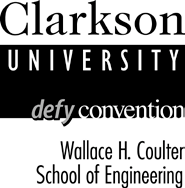 Clarkson
UNIVERSITY
defy convention
Wallace H. Coulter
School of Engineering